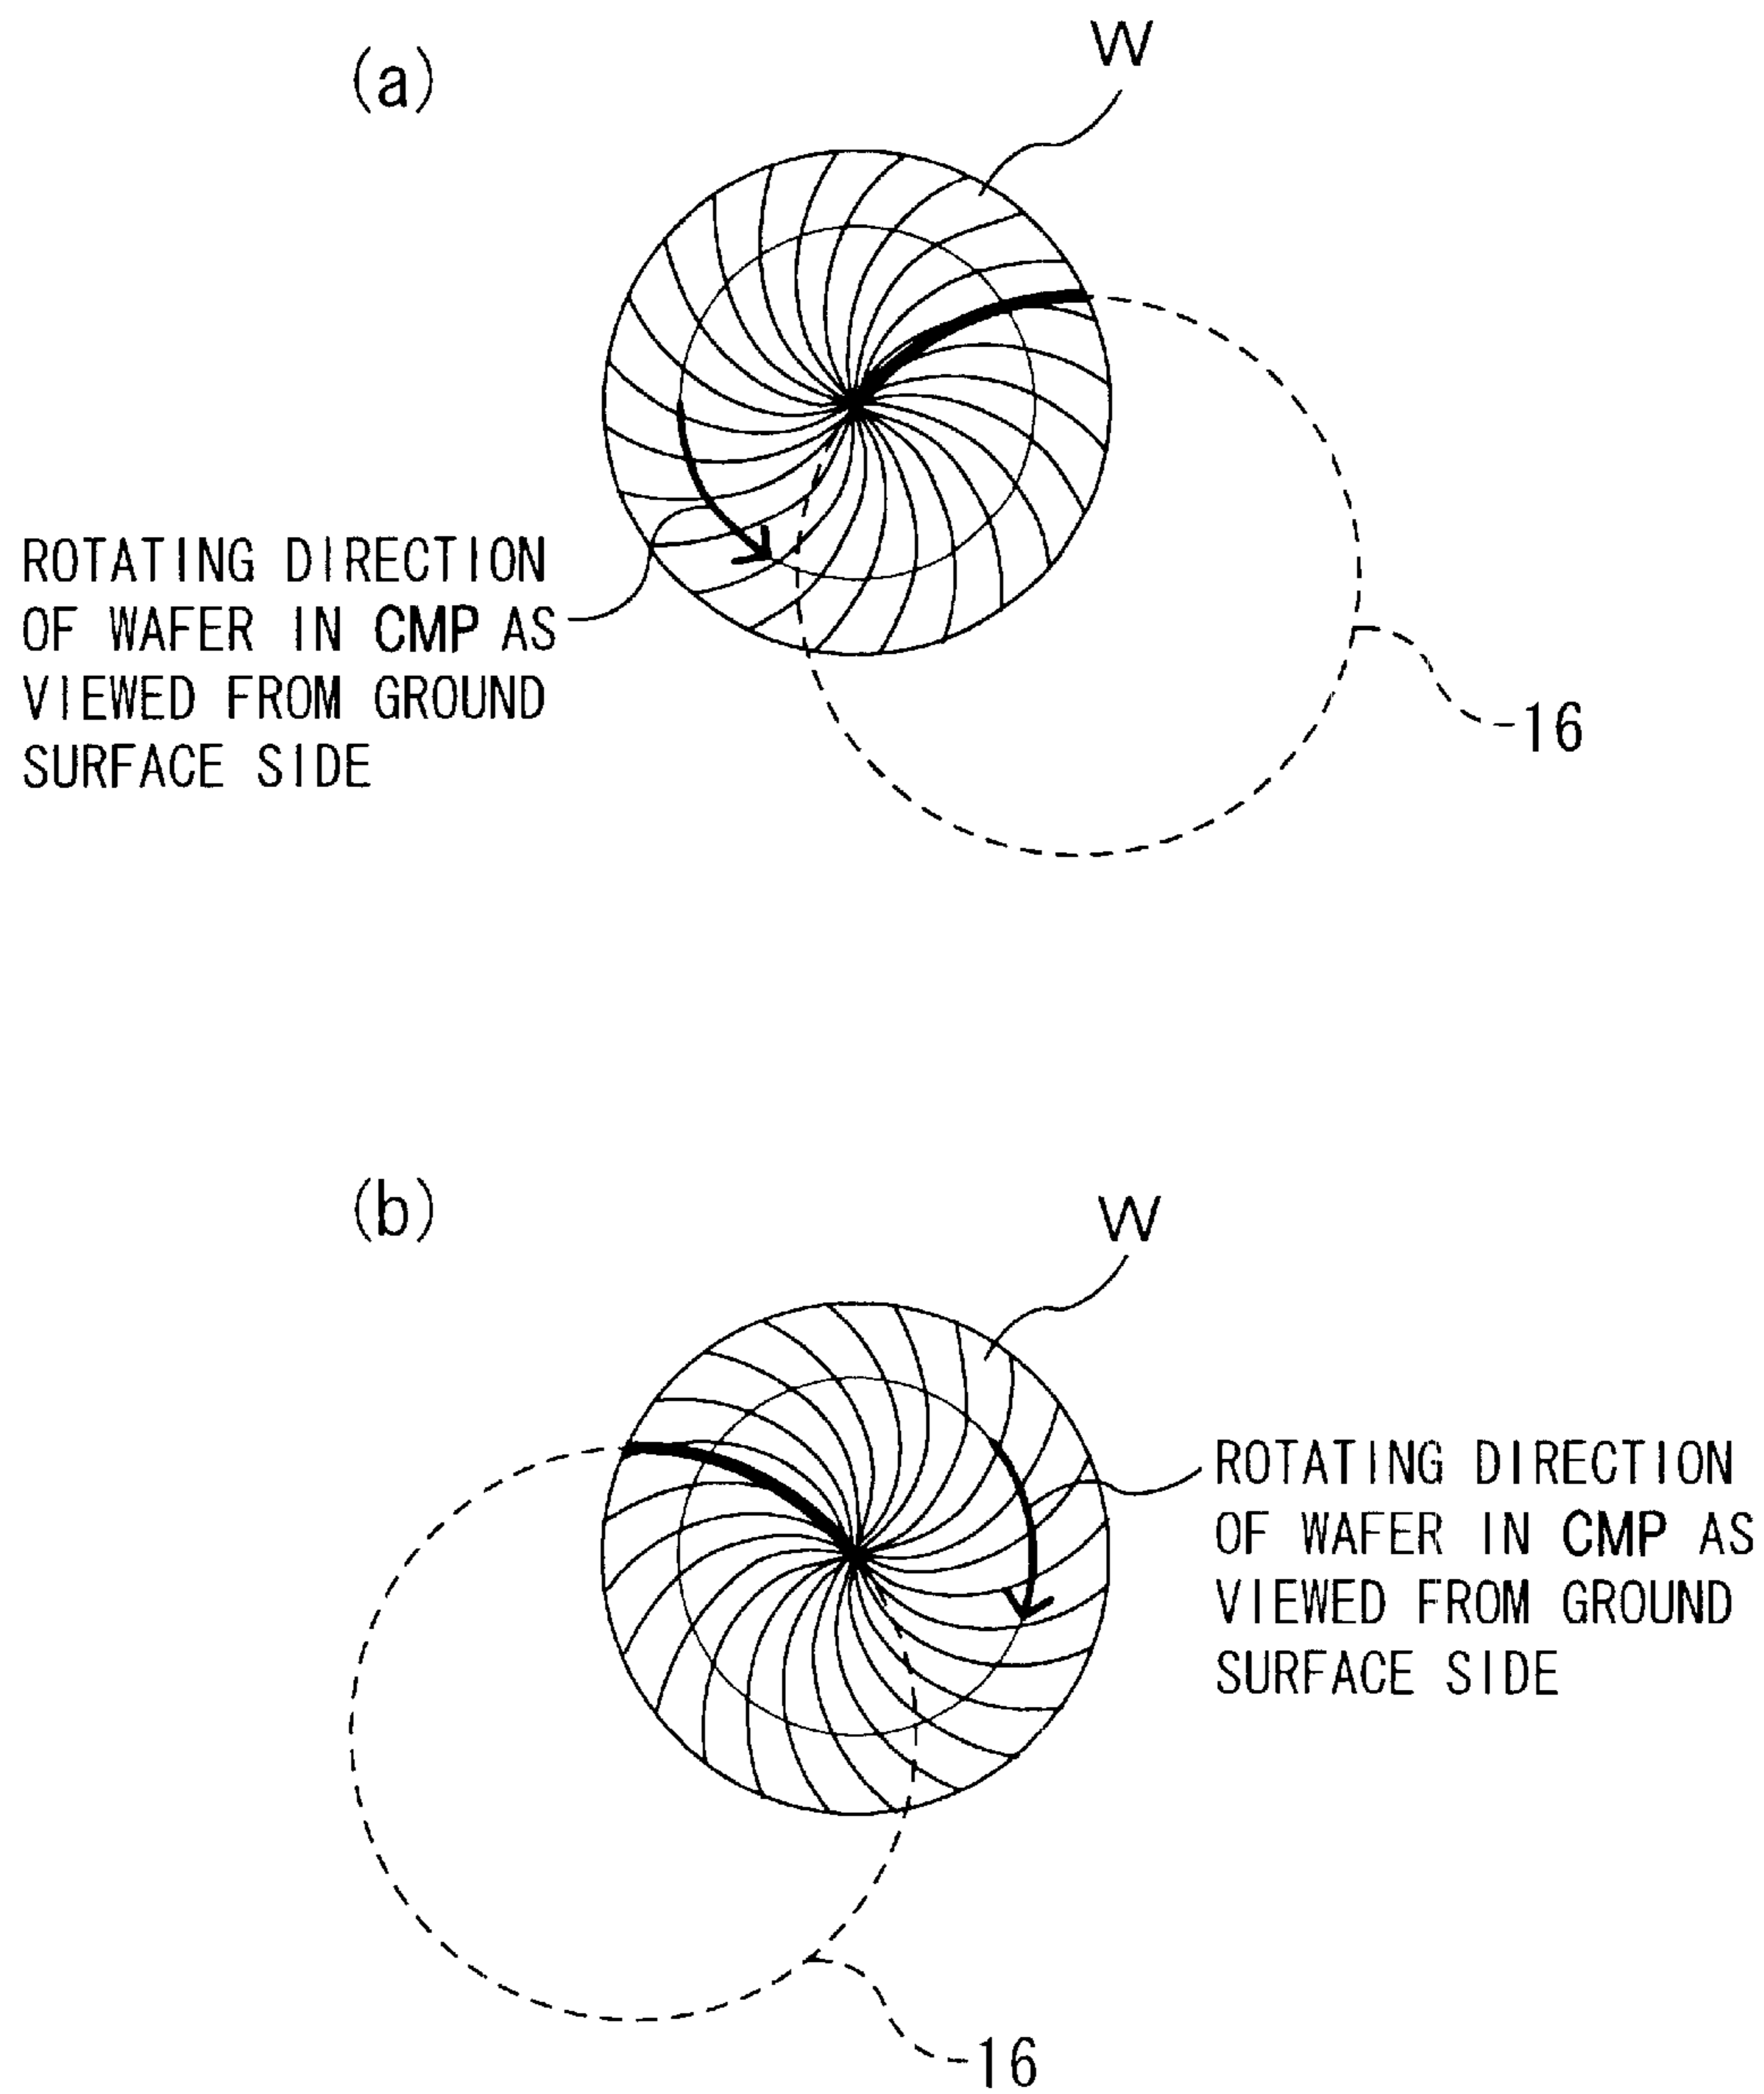 (a)
W
ROTATING DIRECTION
OF WAFER IN CMP AS
VIEWED FROM GROUND
SURFACE SIDE
16
(b)
W
ROTATING DIRECTION
OF WAFER IN CMP AS
VIEWED FROM GROUND
SURFACE SIDE
16